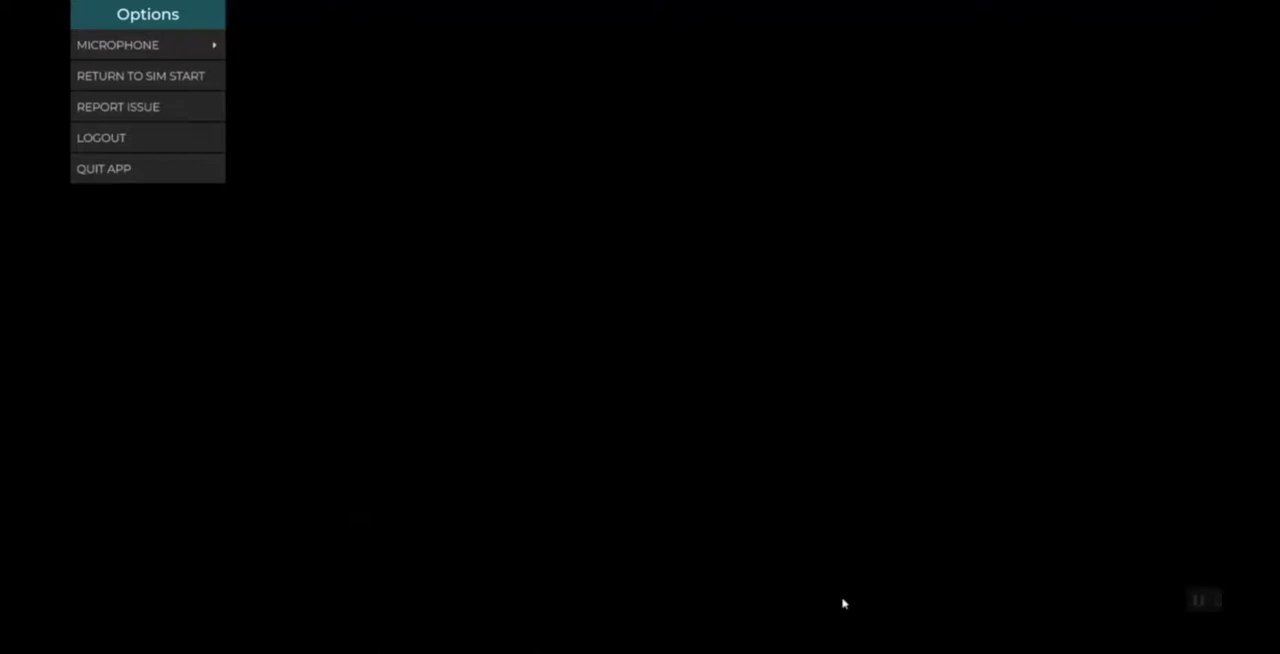 Options
MICROPHONE
RETURN TO SIM START
REPORT ISSUE
LOGOUT
QUIT APP